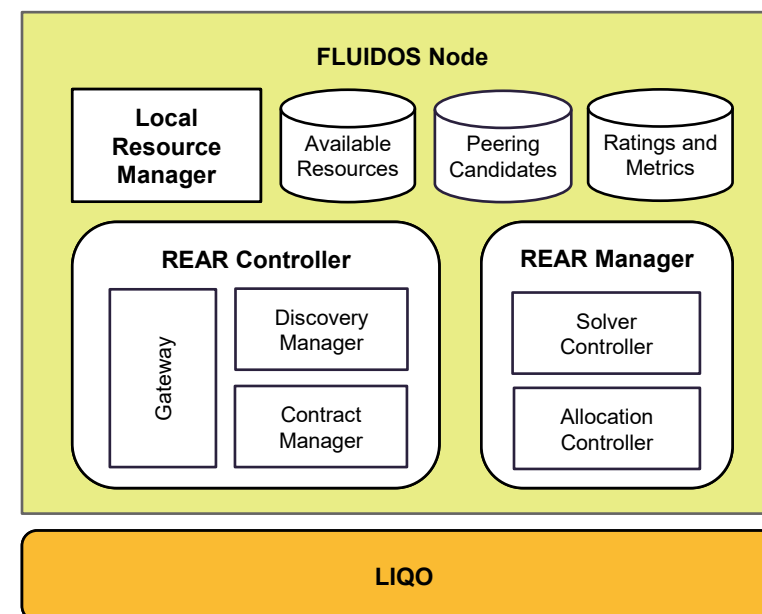 FLUIDOS Node
Local
Resource
Manager
Available
Resources
Peering
Candidates
Ratings and
Metrics
REAR Controller
Gateway
Discovery
Manager
Contract
Manager
REAR Manager
Solver
Controller
Allocation
Controller
LIQO